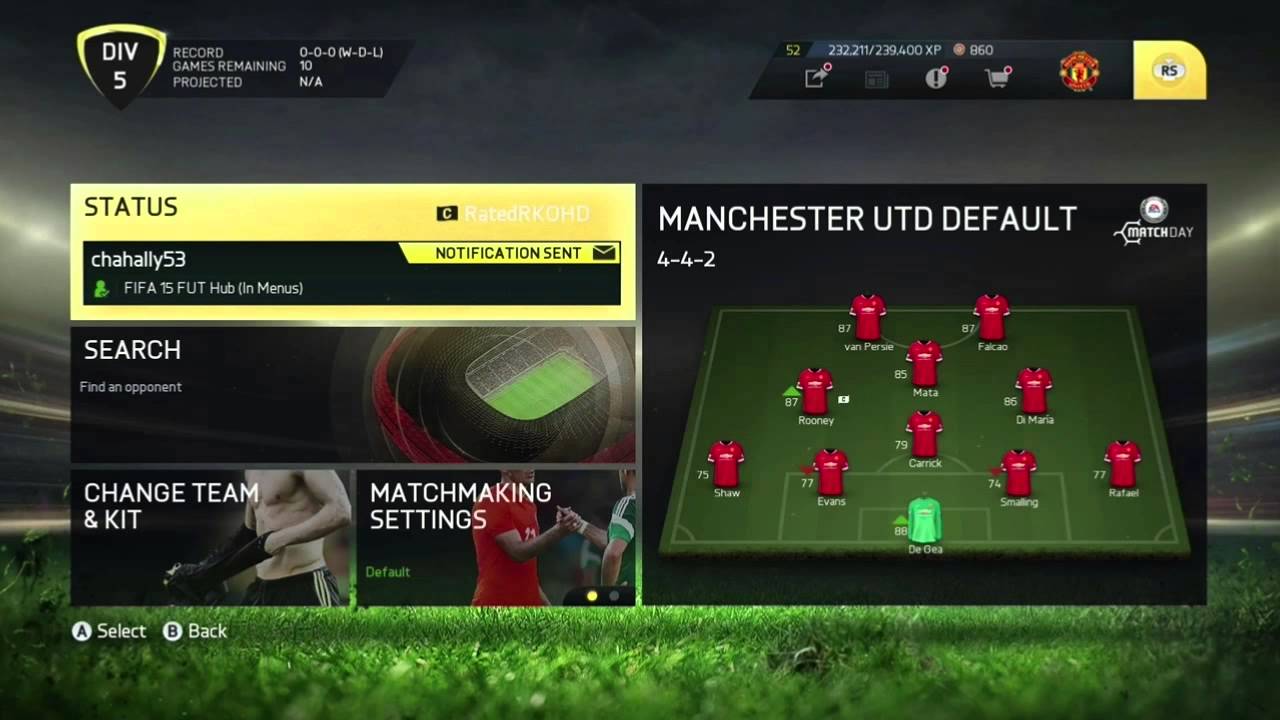 DIV
5
RECORD 0-0-0 (W-D-L)
GAMES REMAINING 10
PROJECTED N/A
52 232,211/239,400 XP 860
RS
STATUS
C RatedRKOHD
chahally53
NOTIFICATION SENT
FIFA 15 FUT Hub (In Menus)
SEARCH
Find an opponent
CHANGE TEAM
& KIT
MATCHMAKING
SETTINGS
Default
MANCHESTER UTD DEFAULT
4-4-2
EA
MATCHDAY
87
van Persie
87
Falcao
85
Mata
87
C
Rooney
86
Di Maria
79
Carrick
75
Shaw
77
Evans
74
Smalling
77
Rafael
88
De Gea
A Select B Back